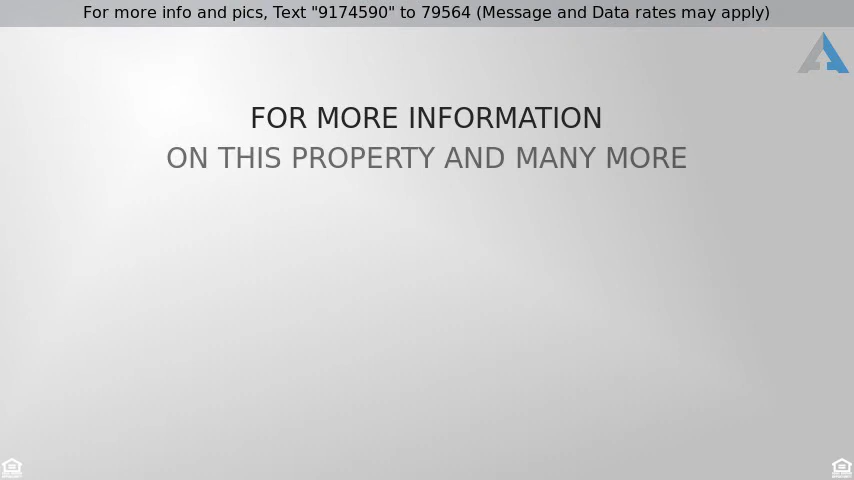 For more info and pics, Text "9174590" to 79564 (Message and Data rates may apply)
FOR MORE INFORMATION
ON THIS PROPERTY AND MANY MORE